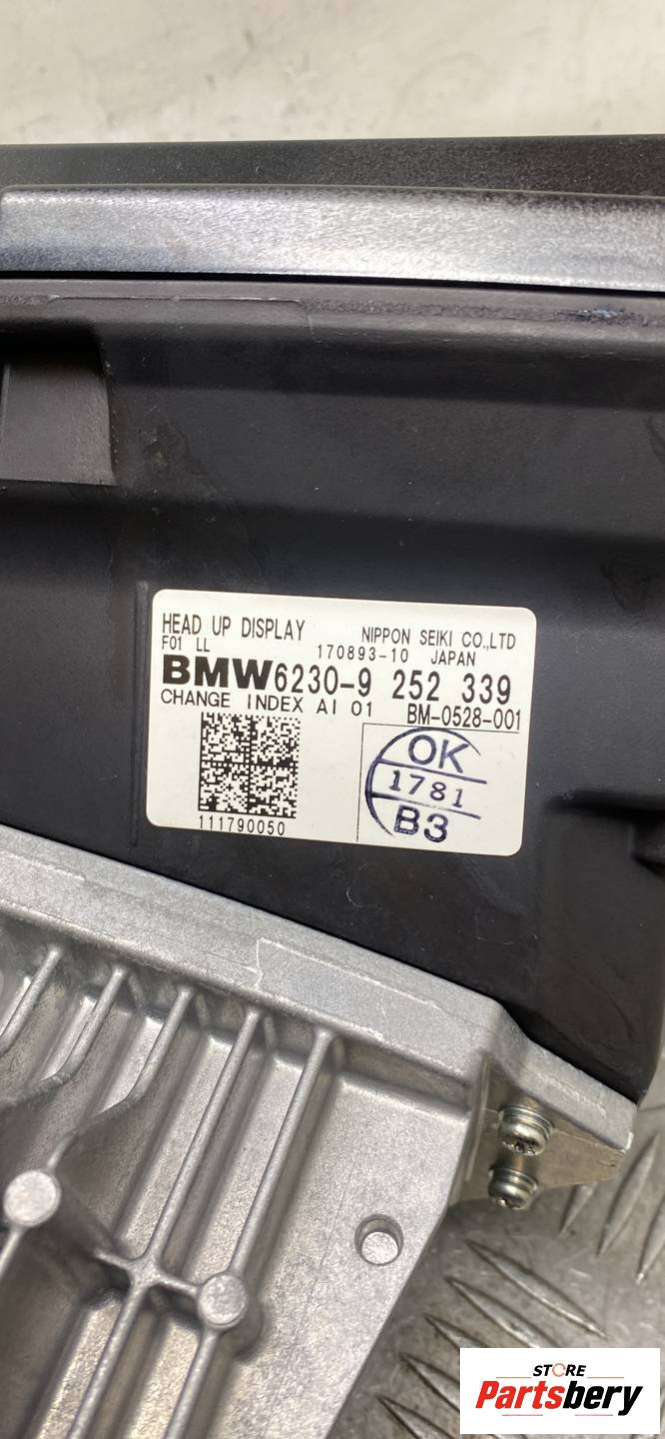 HEAD UP DISPLAY NIPPON SEIKI CO.,LTD
F01 LL 170893-10 JAPAN
BMW6230-9 252 339
CHANGE INDEX AI 01 BM-0528-001
111790050
OK
1781
B3
STORE
Partsbery